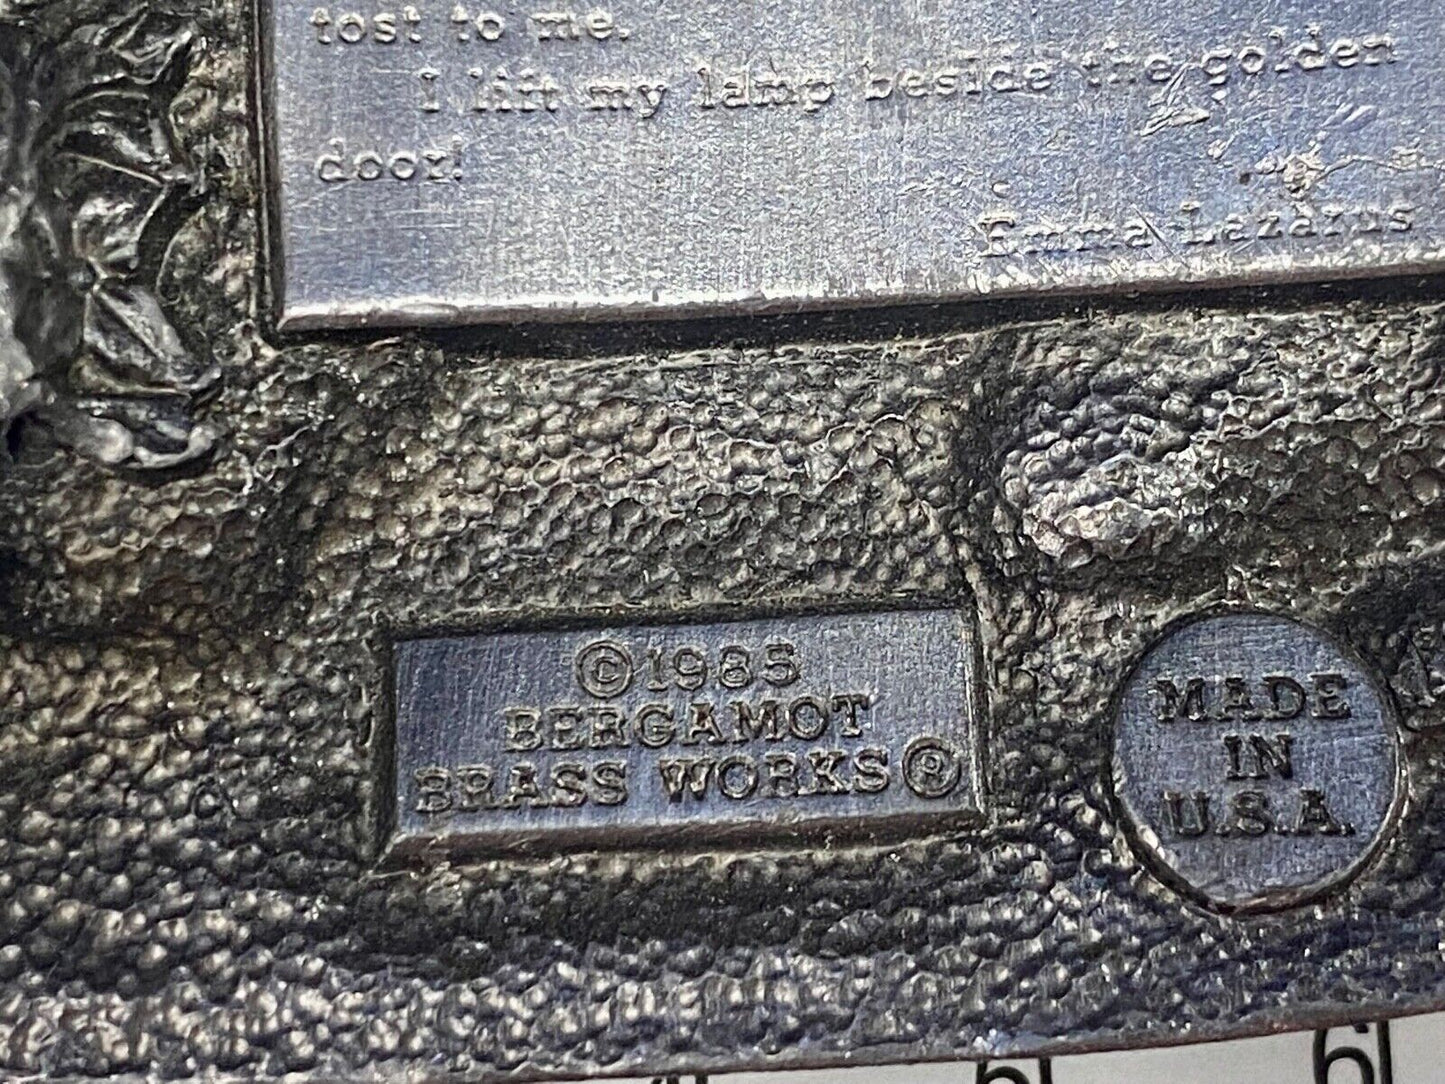 tost to me.
I lift my lamp beside the golden
door!
Emma Lazarus
©1985
BERGAMOT
BRASS WORKS®
MADE
IN
U.S.A.